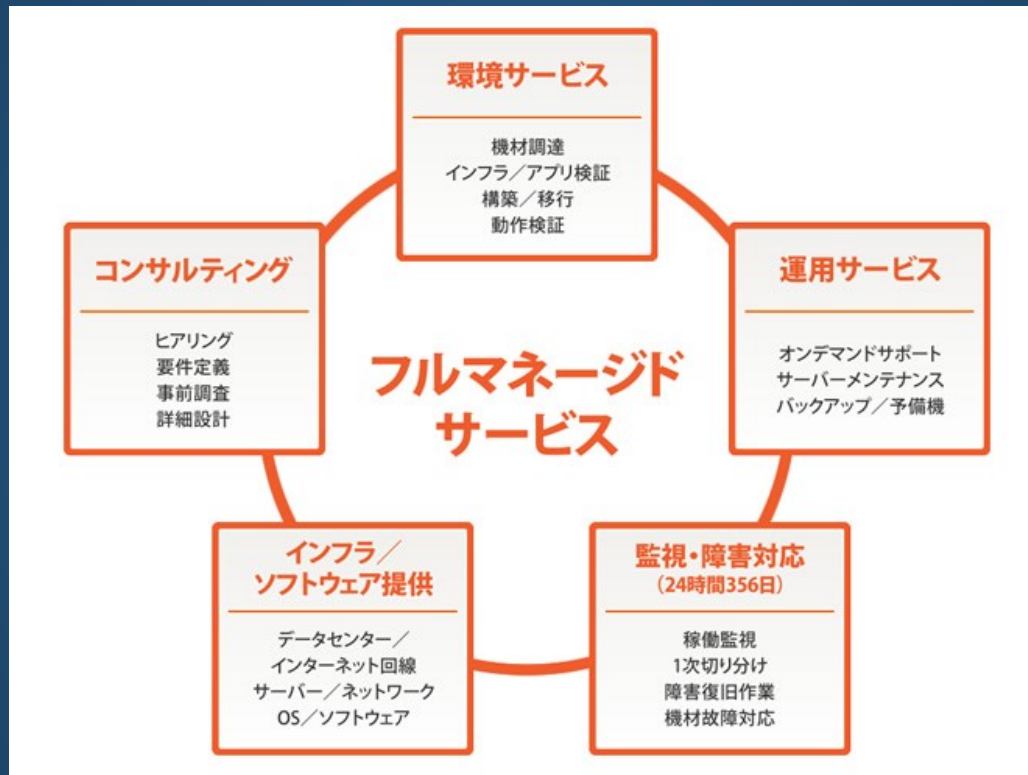 環境サービス
機材調達
インフラ／アプリ検証
構築／移行
動作検証
コンサルティング
ヒアリング
要件定義
事前調査
詳細設計
フルマネージド
サービス
運用サービス
オンデマンドサポート
サーバーメンテナンス
バックアップ／予備機
インフラ／
ソフトウェア提供
データセンター／
インターネット回線
サーバー／ネットワーク
OS／ソフトウェア
監視・障害対応
（24時間356日）
稼働監視
1次切り分け
障害復旧作業
機材故障対応